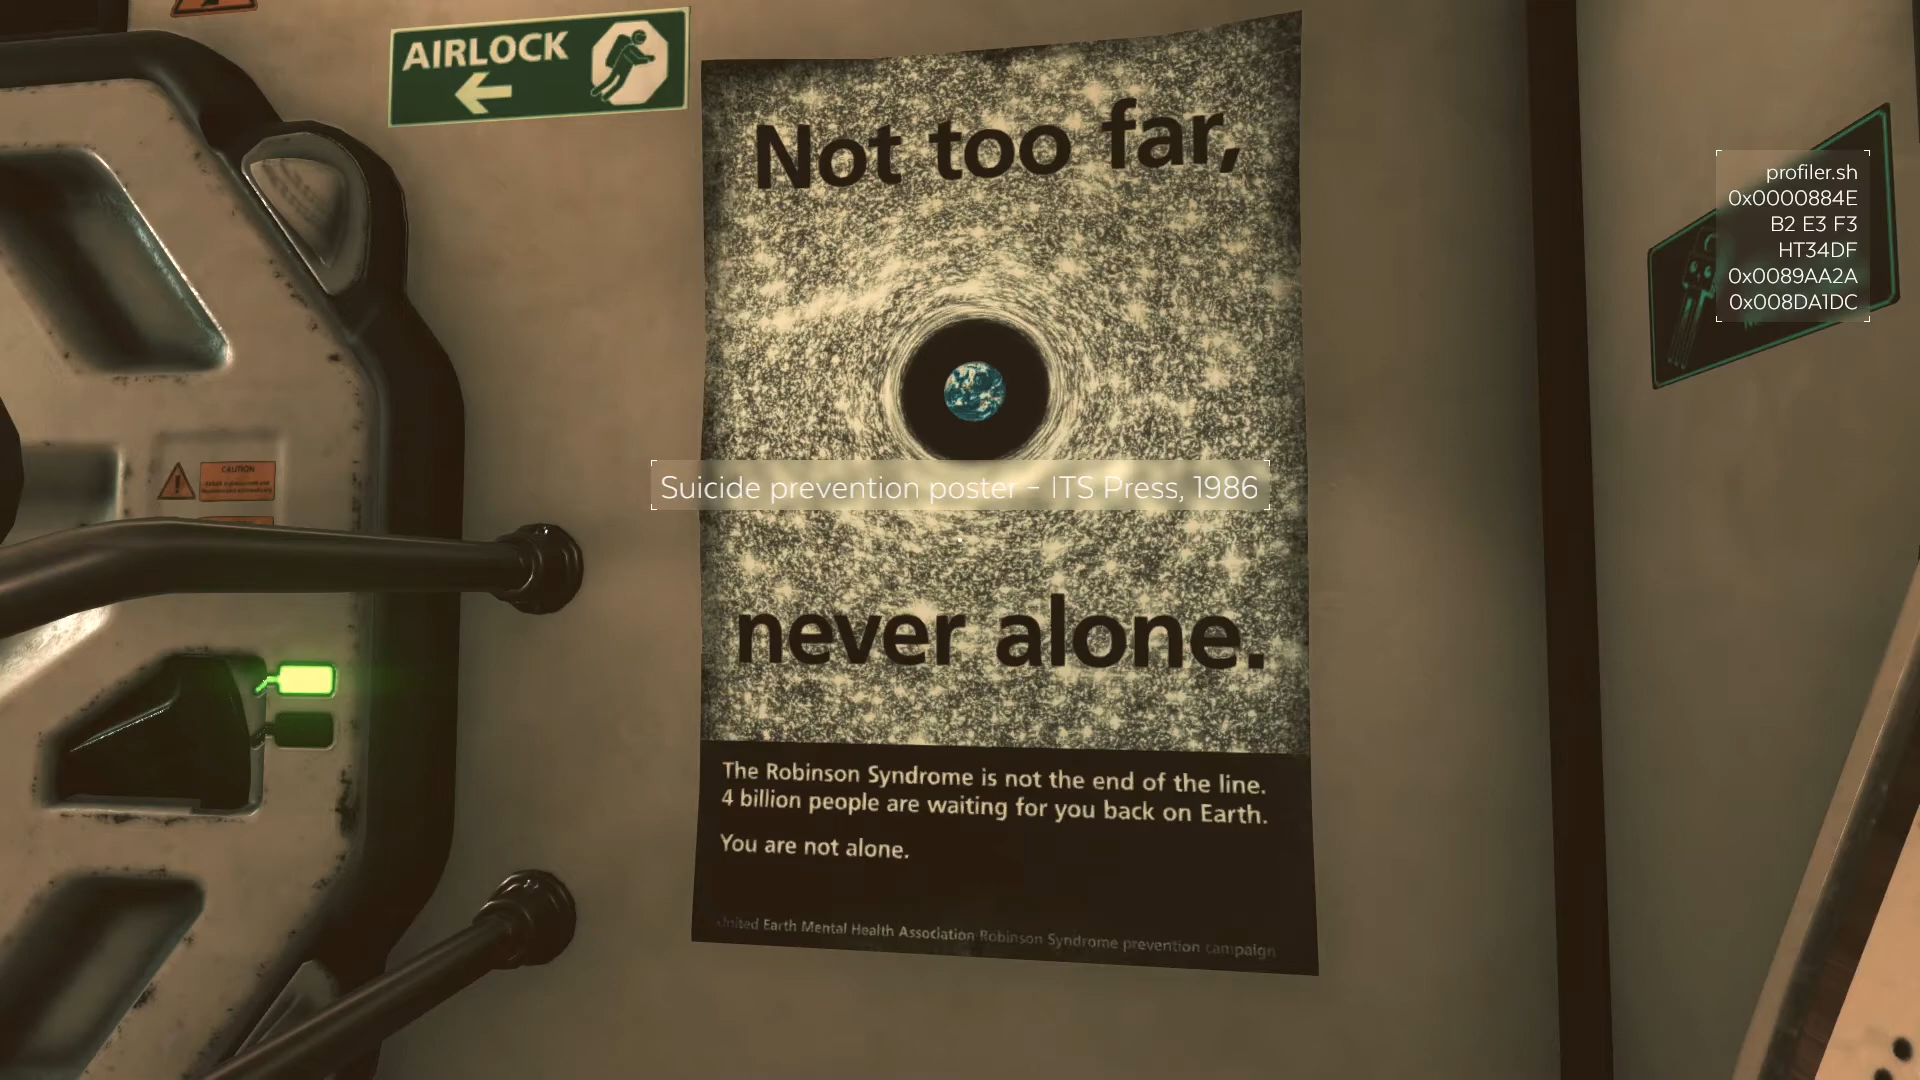 AIRLOCK
Not too far,
profiler.sh
0x0000884E
B2 E3 F3
HT34DF
0x0089AA2A
0x008DA1DC
CAUTION
Suicide prevention poster - ITS Press, 1986
never alone.
The Robinson Syndrome is not the end of the line.
4 billion people are waiting for you back on Earth.
You are not alone.
United Earth Mental Health Association Robinson Syndrome prevention campaign